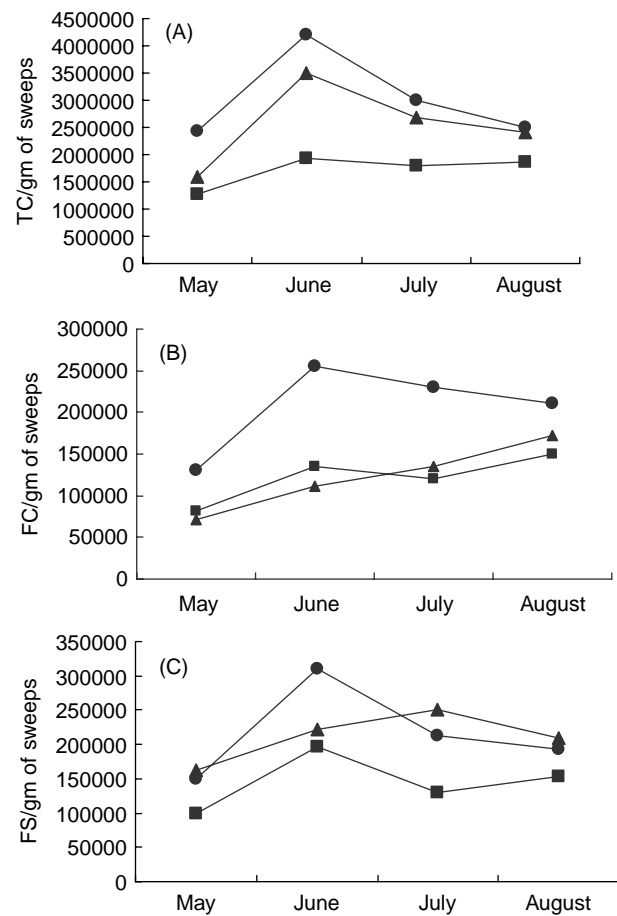 (A)
TC/gm of sweeps
4500000
4000000
3500000
3000000
2500000
2000000
1500000
1000000
500000
0
May June July August
(B)
FC/gm of sweeps
300000
250000
200000
150000
100000
50000
0
May June July August
(C)
FS/gm of sweeps
350000
300000
250000
200000
150000
100000
50000
0
May June July August